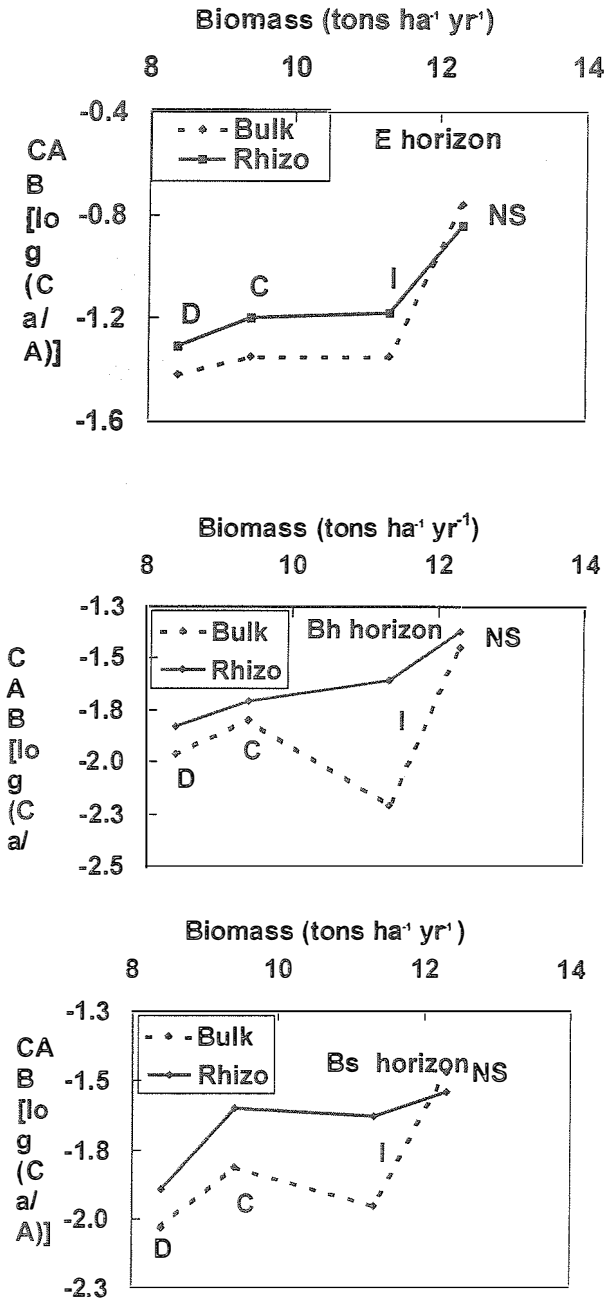 Biomass (tons ha⁻¹ yr⁻¹)
8 10 12 14
-0.4
-0.8
-1.2
-1.6
CA
B
[lo
g
(C
a/
A)]
Bulk
Rhizo
E horizon
D
C
I
NS
Biomass (tons ha⁻¹ yr⁻¹)
8 10 12 14
-1.3
-1.5
-1.8
-2.0
-2.3
-2.5
C
A
B
[lo
g
(C
a/
Bulk
Rhizo
Bh horizon
D
C
I
NS
Biomass (tons ha⁻¹ yr¹)
8 10 12 14
-1.3
-1.5
-1.8
-2.0
-2.3
CA
B
[lo
g
(C
a/
A)]
Bulk
Rhizo
Bs horizon
D
C
I
NS